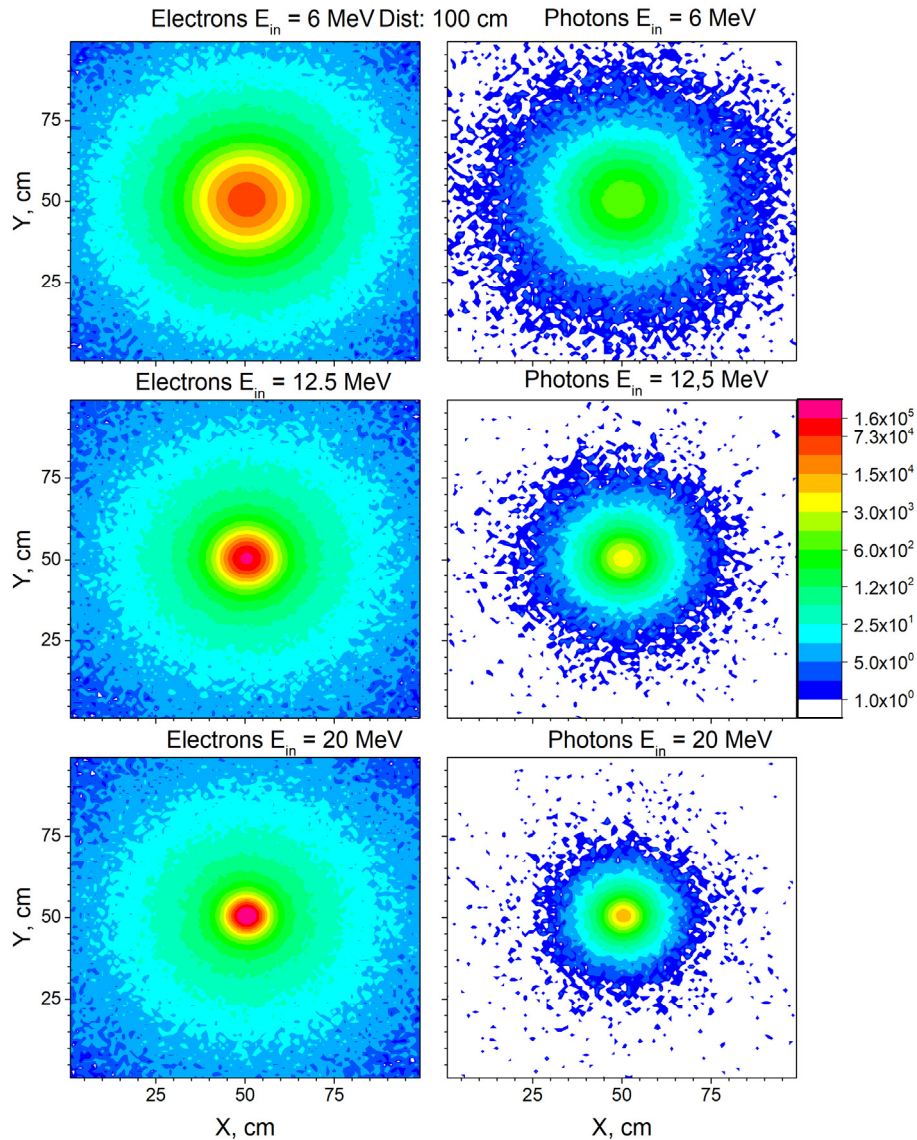 Electrons E_in = 6 MeV Dist: 100 cm Photons E_in = 6 MeV
75
Y, cm
50
25
Electrons E_in = 12.5 MeV Photons E_in = 12,5 MeV
75
Y, cm
50
25
1.6x10^5
7.3x10^4
1.5x10^4
3.0x10^3
6.0x10^2
1.2x10^2
2.5x10^1
5.0x10^0
1.0x10^0
Electrons E_in = 20 MeV Photons E_in = 20 MeV
75
Y, cm
50
25
25 50 75 25 50 75
X, cm X, cm